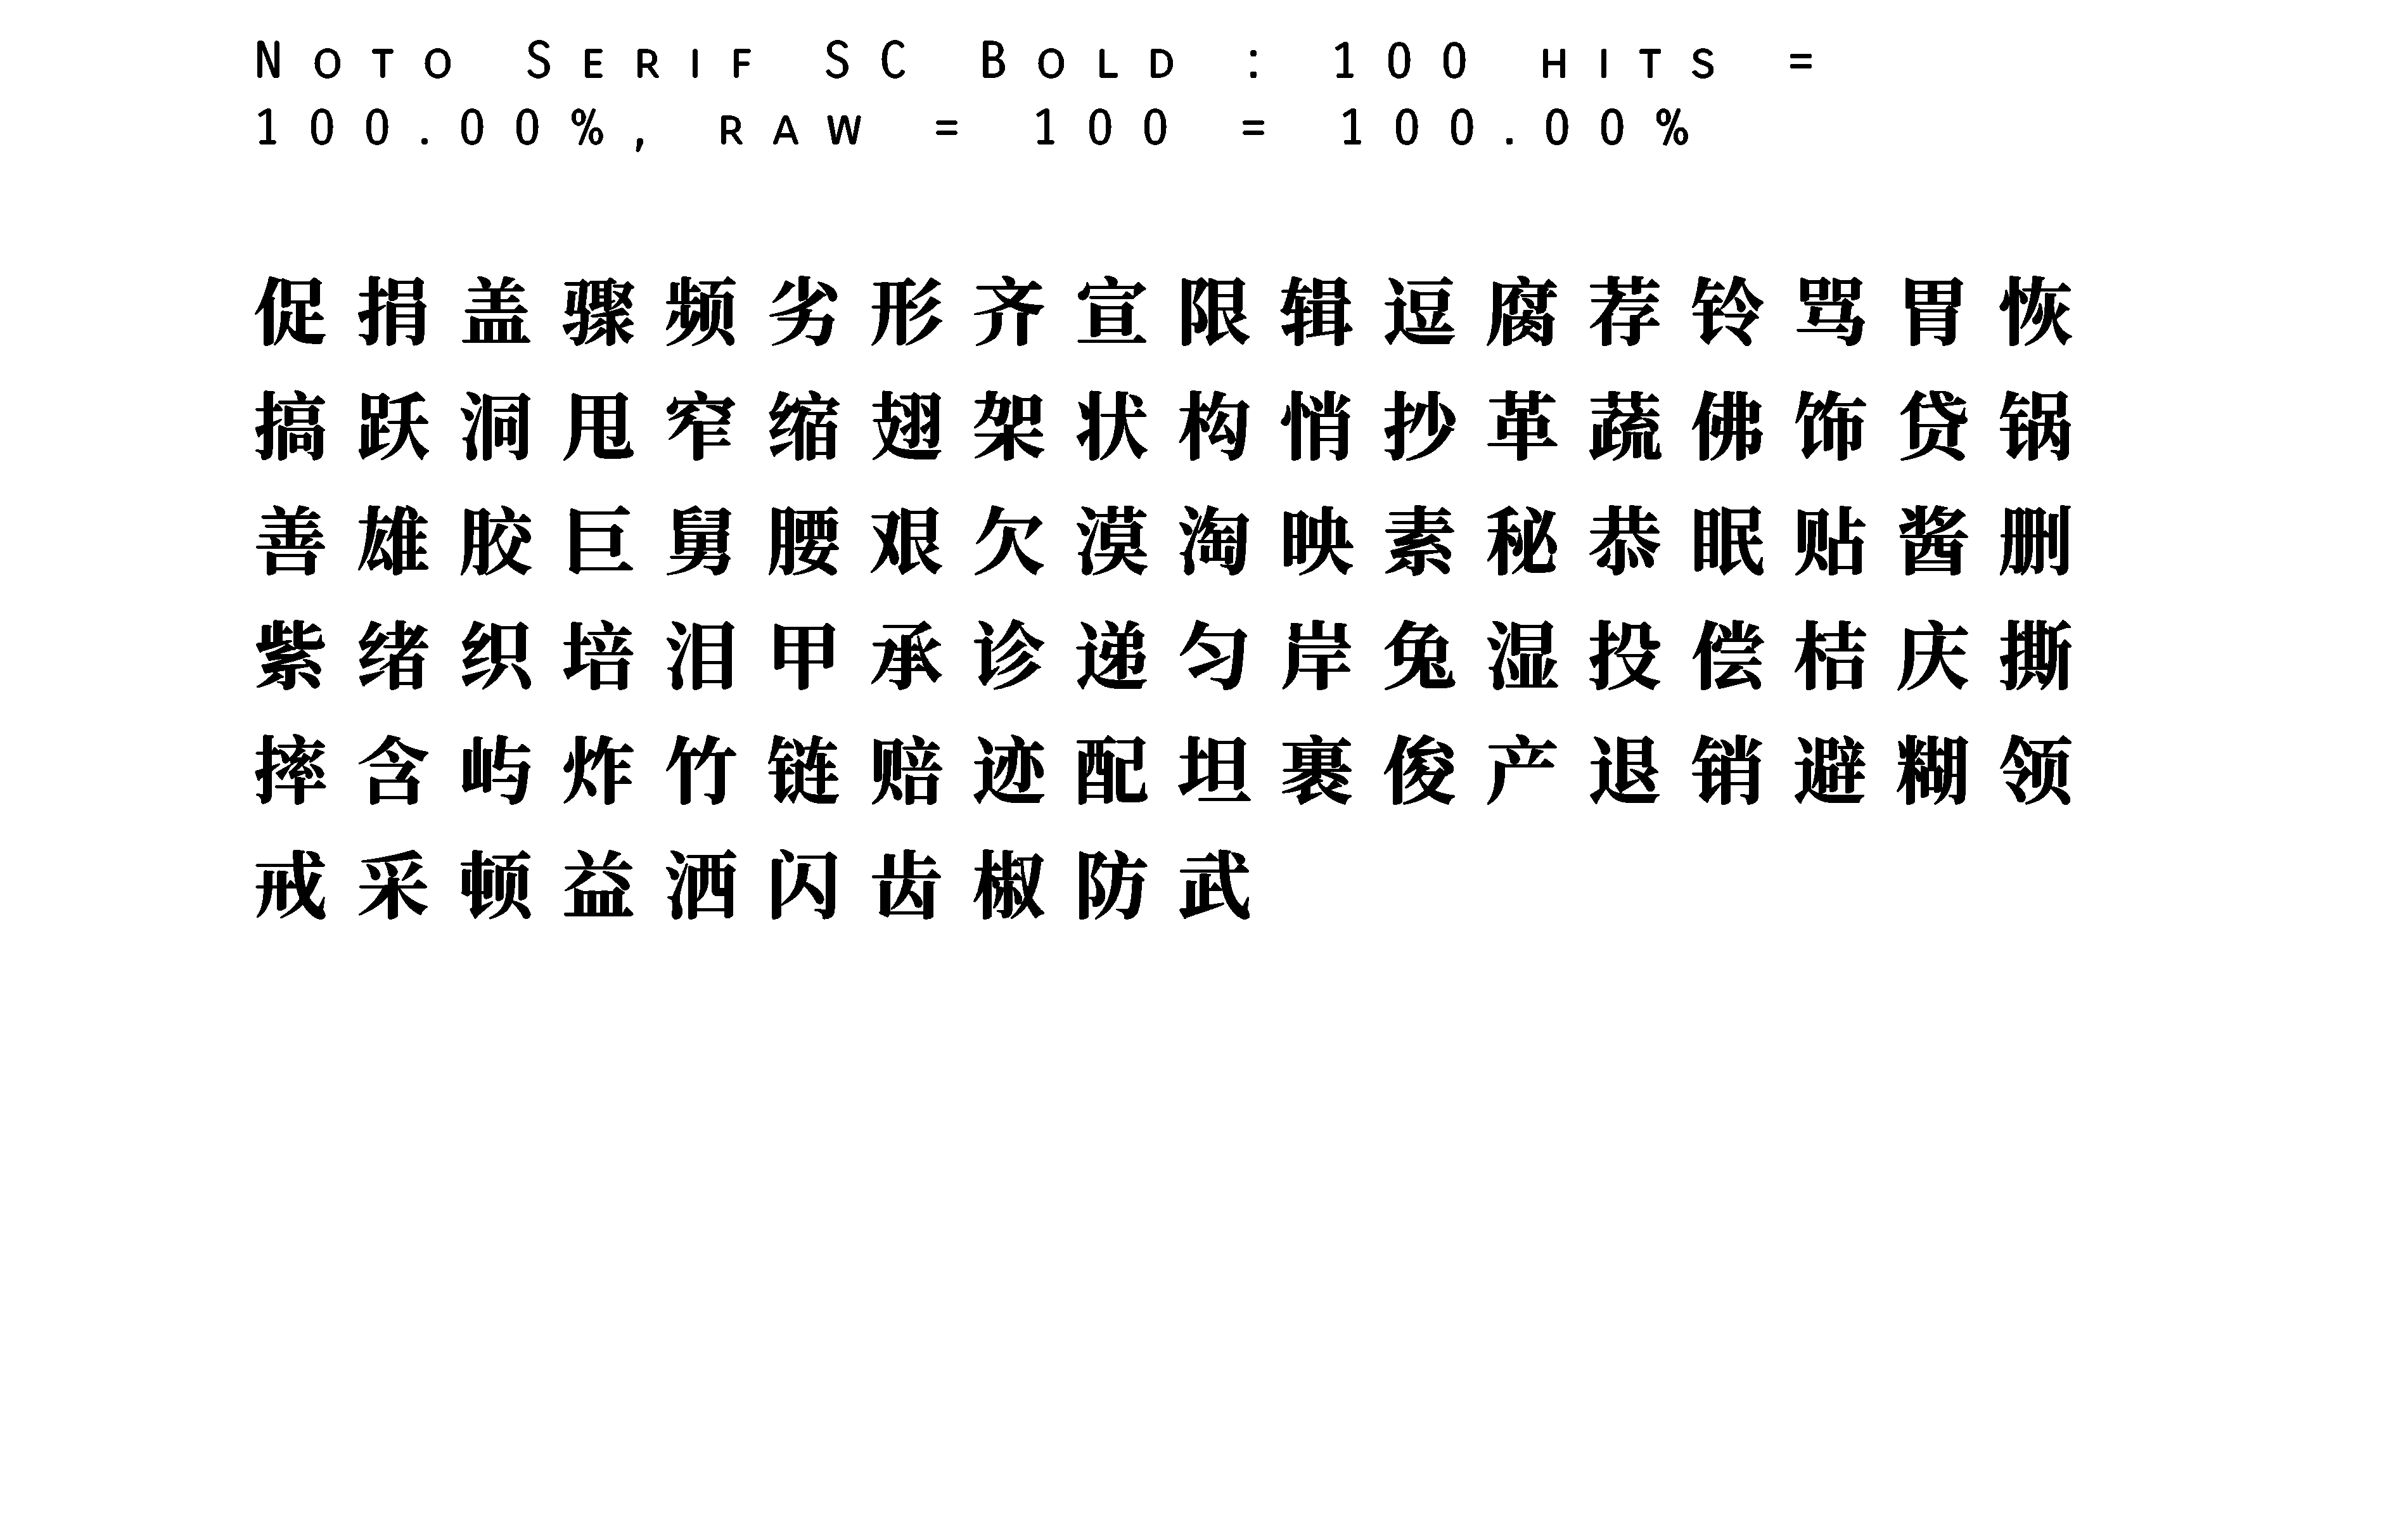 Noto Serif SC Bold : 100 hits =
100.00%, raw = 100 = 100.00%
促捐盖骤频劣形齐宣限辑逗腐荐铃骂胃恢
搞跃洞甩窄缩翅架状构悄抄革蔬佛饰贷锅
善雄胶巨舅腰艰欠漠淘映素秘恭眠贴酱删
紫绪织培泪甲承诊递匀岸兔湿投偿桔庆撕
摔含屿炸竹链赔迹配坦裹俊产退销避糊领
戒采顿益洒闪齿椒防武